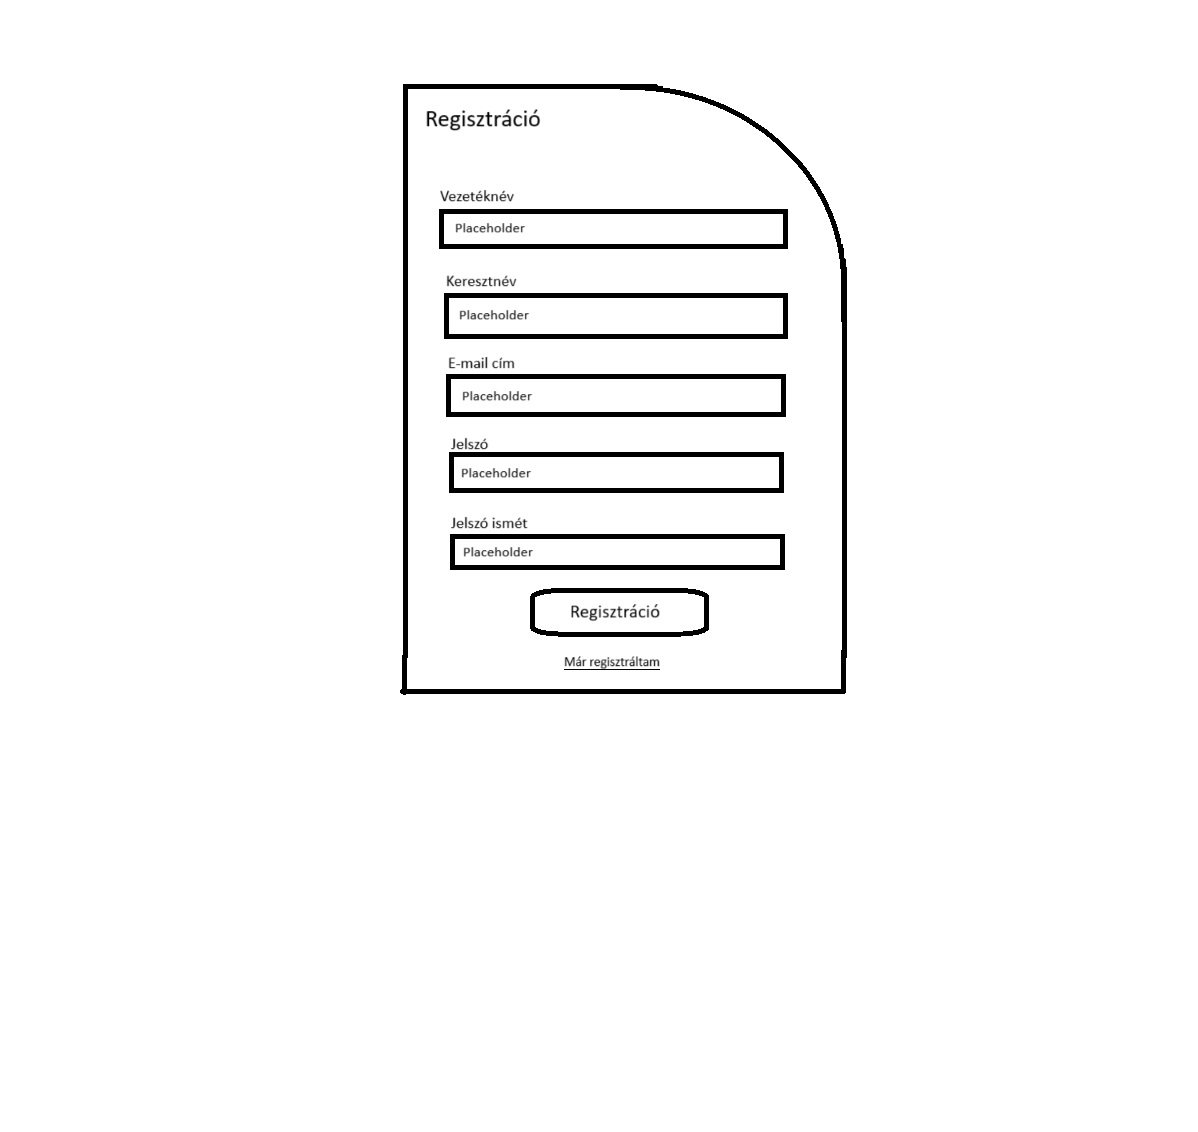 Regisztráció
Vezetéknév
Placeholder
Keresztnév
Placeholder
E-mail cím
Placeholder
Jelszó
Placeholder
Jelszó ismét
Placeholder
Regisztráció
Már regisztráltam